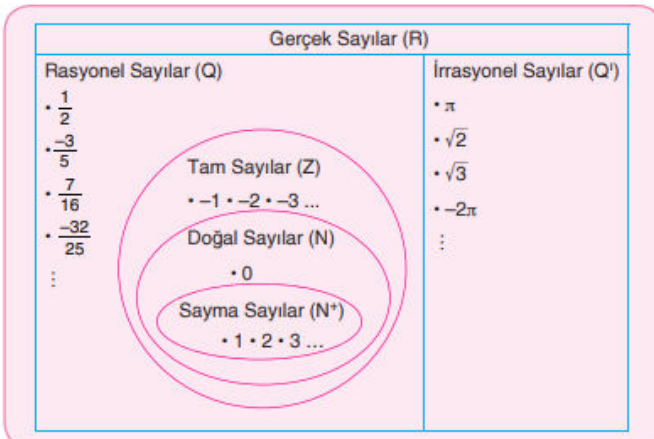 Gerçek Sayılar (R)
Rasyonel Sayılar (Q)
• 1/2
• -3/5
• 7/16
• -32/25
⋮
Tam Sayılar (Z)
• –1 • –2 • –3 ...
Doğal Sayılar (N)
• 0
Sayma Sayılar (N⁺)
• 1 • 2 • 3 ...
İrrasyonel Sayılar (Qᴵ)
• π
• √2
• √3
• –2π
⋮